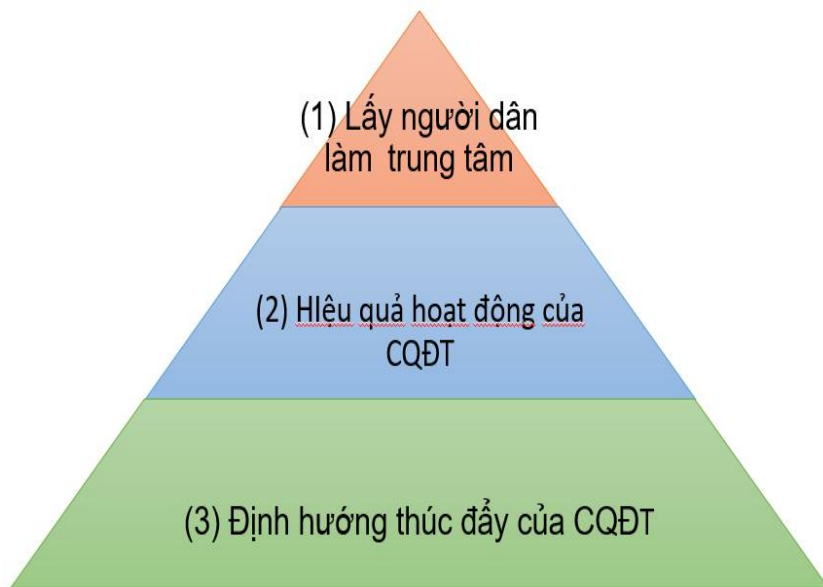 (1) Lấy người dân
làm trung tâm
(2) HIệu quả hoạt động của
CQĐT
(3) Định hướng thúc đẩy của CQĐT